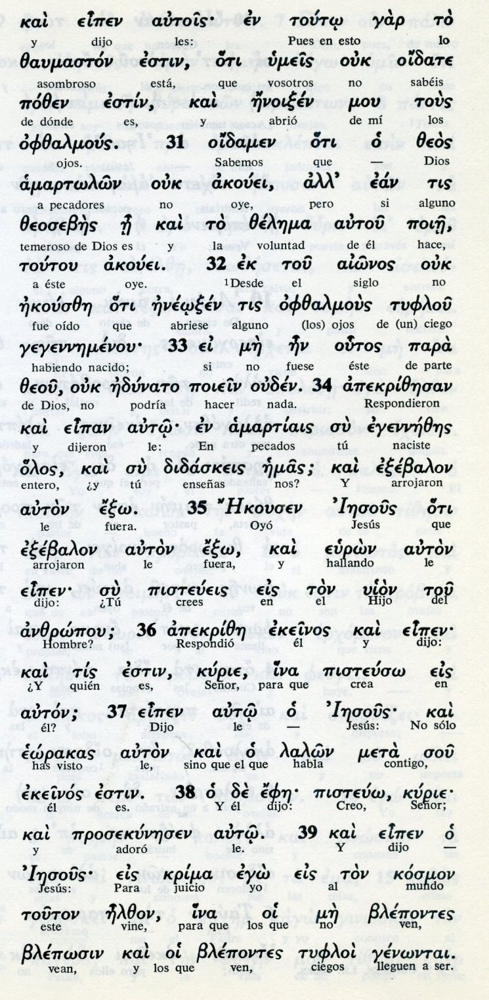 καὶ εἶπεν αὐτοῖς· ἐν τούτῳ γὰρ τὸ
y dijo les: Pues en esto lo
θαυμαστόν ἐστιν, ὅτι ὑμεῖς οὐκ οἴδατε
asombroso está, que vosotros no sabéis
πόθεν ἐστίν, καὶ ἤνοιξέν μου τοὺς
de dónde es, y abrió de mí los
ὀφθαλμούς. 31 οἴδαμεν ὅτι ὁ θεὸς
ojos. Sabemos que — Dios
ἁμαρτωλῶν οὐκ ἀκούει, ἀλλ’ ἐάν τις
a pecadores no oye, pero si alguno
θεοσεβὴς ᾖ καὶ τὸ θέλημα αὐτοῦ ποιῇ,
temeroso de Dios es y la voluntad de él hace,
τούτου ἀκούει. 32 ἐκ τοῦ αἰῶνος οὐκ
a éste oye. ¹Desde el siglo no
ἠκούσθη ὅτι ἠνέῳξέν τις ὀφθαλμοὺς τυφλοῦ
fue oído que abriese alguno (los) ojos de (un) ciego
γεγεννημένου· 33 εἰ μὴ ἦν οὗτος παρὰ
habiendo nacido; si no fuese éste de parte
θεοῦ, οὐκ ἠδύνατο ποιεῖν οὐδέν. 34 ἀπεκρίθησαν
de Dios, no podría hacer nada. Respondieron
καὶ εἶπαν αὐτῷ· ἐν ἁμαρτίαις σὺ ἐγεννήθης
y dijeron le: En pecados tú naciste
ὅλος, καὶ σὺ διδάσκεις ἡμᾶς; καὶ ἐξέβαλον
entero, ¿y tú enseñas nos? Y arrojaron
αὐτὸν ἔξω. 35 Ἤκουσεν Ἰησοῦς ὅτι
le fuera. Oyó Jesús que
ἐξέβαλον αὐτὸν ἔξω, καὶ εὑρὼν αὐτὸν
arrojaron le fuera, y hallando le
εἶπεν· σὺ πιστεύεις εἰς τὸν υἱὸν τοῦ
dijo: ¿Tú crees en el Hijo del
ἀνθρώπου; 36 ἀπεκρίθη ἐκεῖνος καὶ εἶπεν·
Hombre? Respondió él y dijo:
καὶ τίς ἐστιν, κύριε, ἵνα πιστεύσω εἰς
¿Y quién es, Señor, para que crea en
αὐτόν; 37 εἶπεν αὐτῷ ὁ Ἰησοῦς· καὶ
él? Dijo le — Jesús: No sólo
ἑώρακας αὐτὸν καὶ ὁ λαλῶν μετὰ σοῦ
has visto le, sino que el que habla contigo,
ἐκεῖνός ἐστιν. 38 ὁ δὲ ἔφη· πιστεύω, κύριε·
él es. Y él dijo: Creo, Señor;
καὶ προσεκύνησεν αὐτῷ. 39 καὶ εἶπεν ὁ
y adoró le. Y dijo —
Ἰησοῦς· εἰς κρίμα ἐγὼ εἰς τὸν κόσμον
Jesús: Para juicio yo al mundo
τοῦτον ἦλθον, ἵνα οἱ μὴ βλέποντες
este vine, para que los que no ven,
βλέπωσιν καὶ οἱ βλέποντες τυφλοὶ γένωνται.
vean, y los que ven, ciegos lleguen a ser.